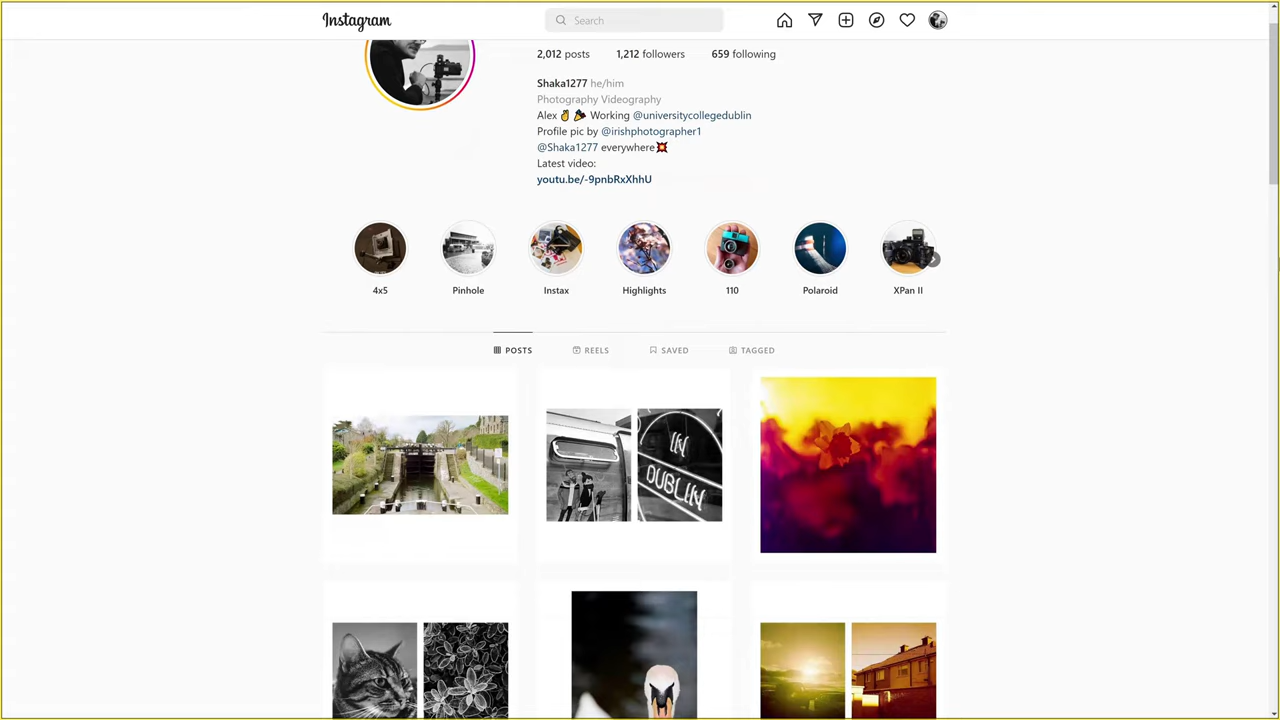 Instagram
Search
2,012 posts 1,212 followers 659 following
Shaka1277 he/him
Photography Videography
Alex✌️🎉 Working @universitycollegedublin
Profile pic by @irishphotographer1
@Shaka1277 everywhere💥
Latest video:
youtu.be/-9pnbRxXhhU
4x5 Pinhole Instax Highlights 110 Polaroid XPan II
POSTS REELS SAVED TAGGED
IN
DUBLIN